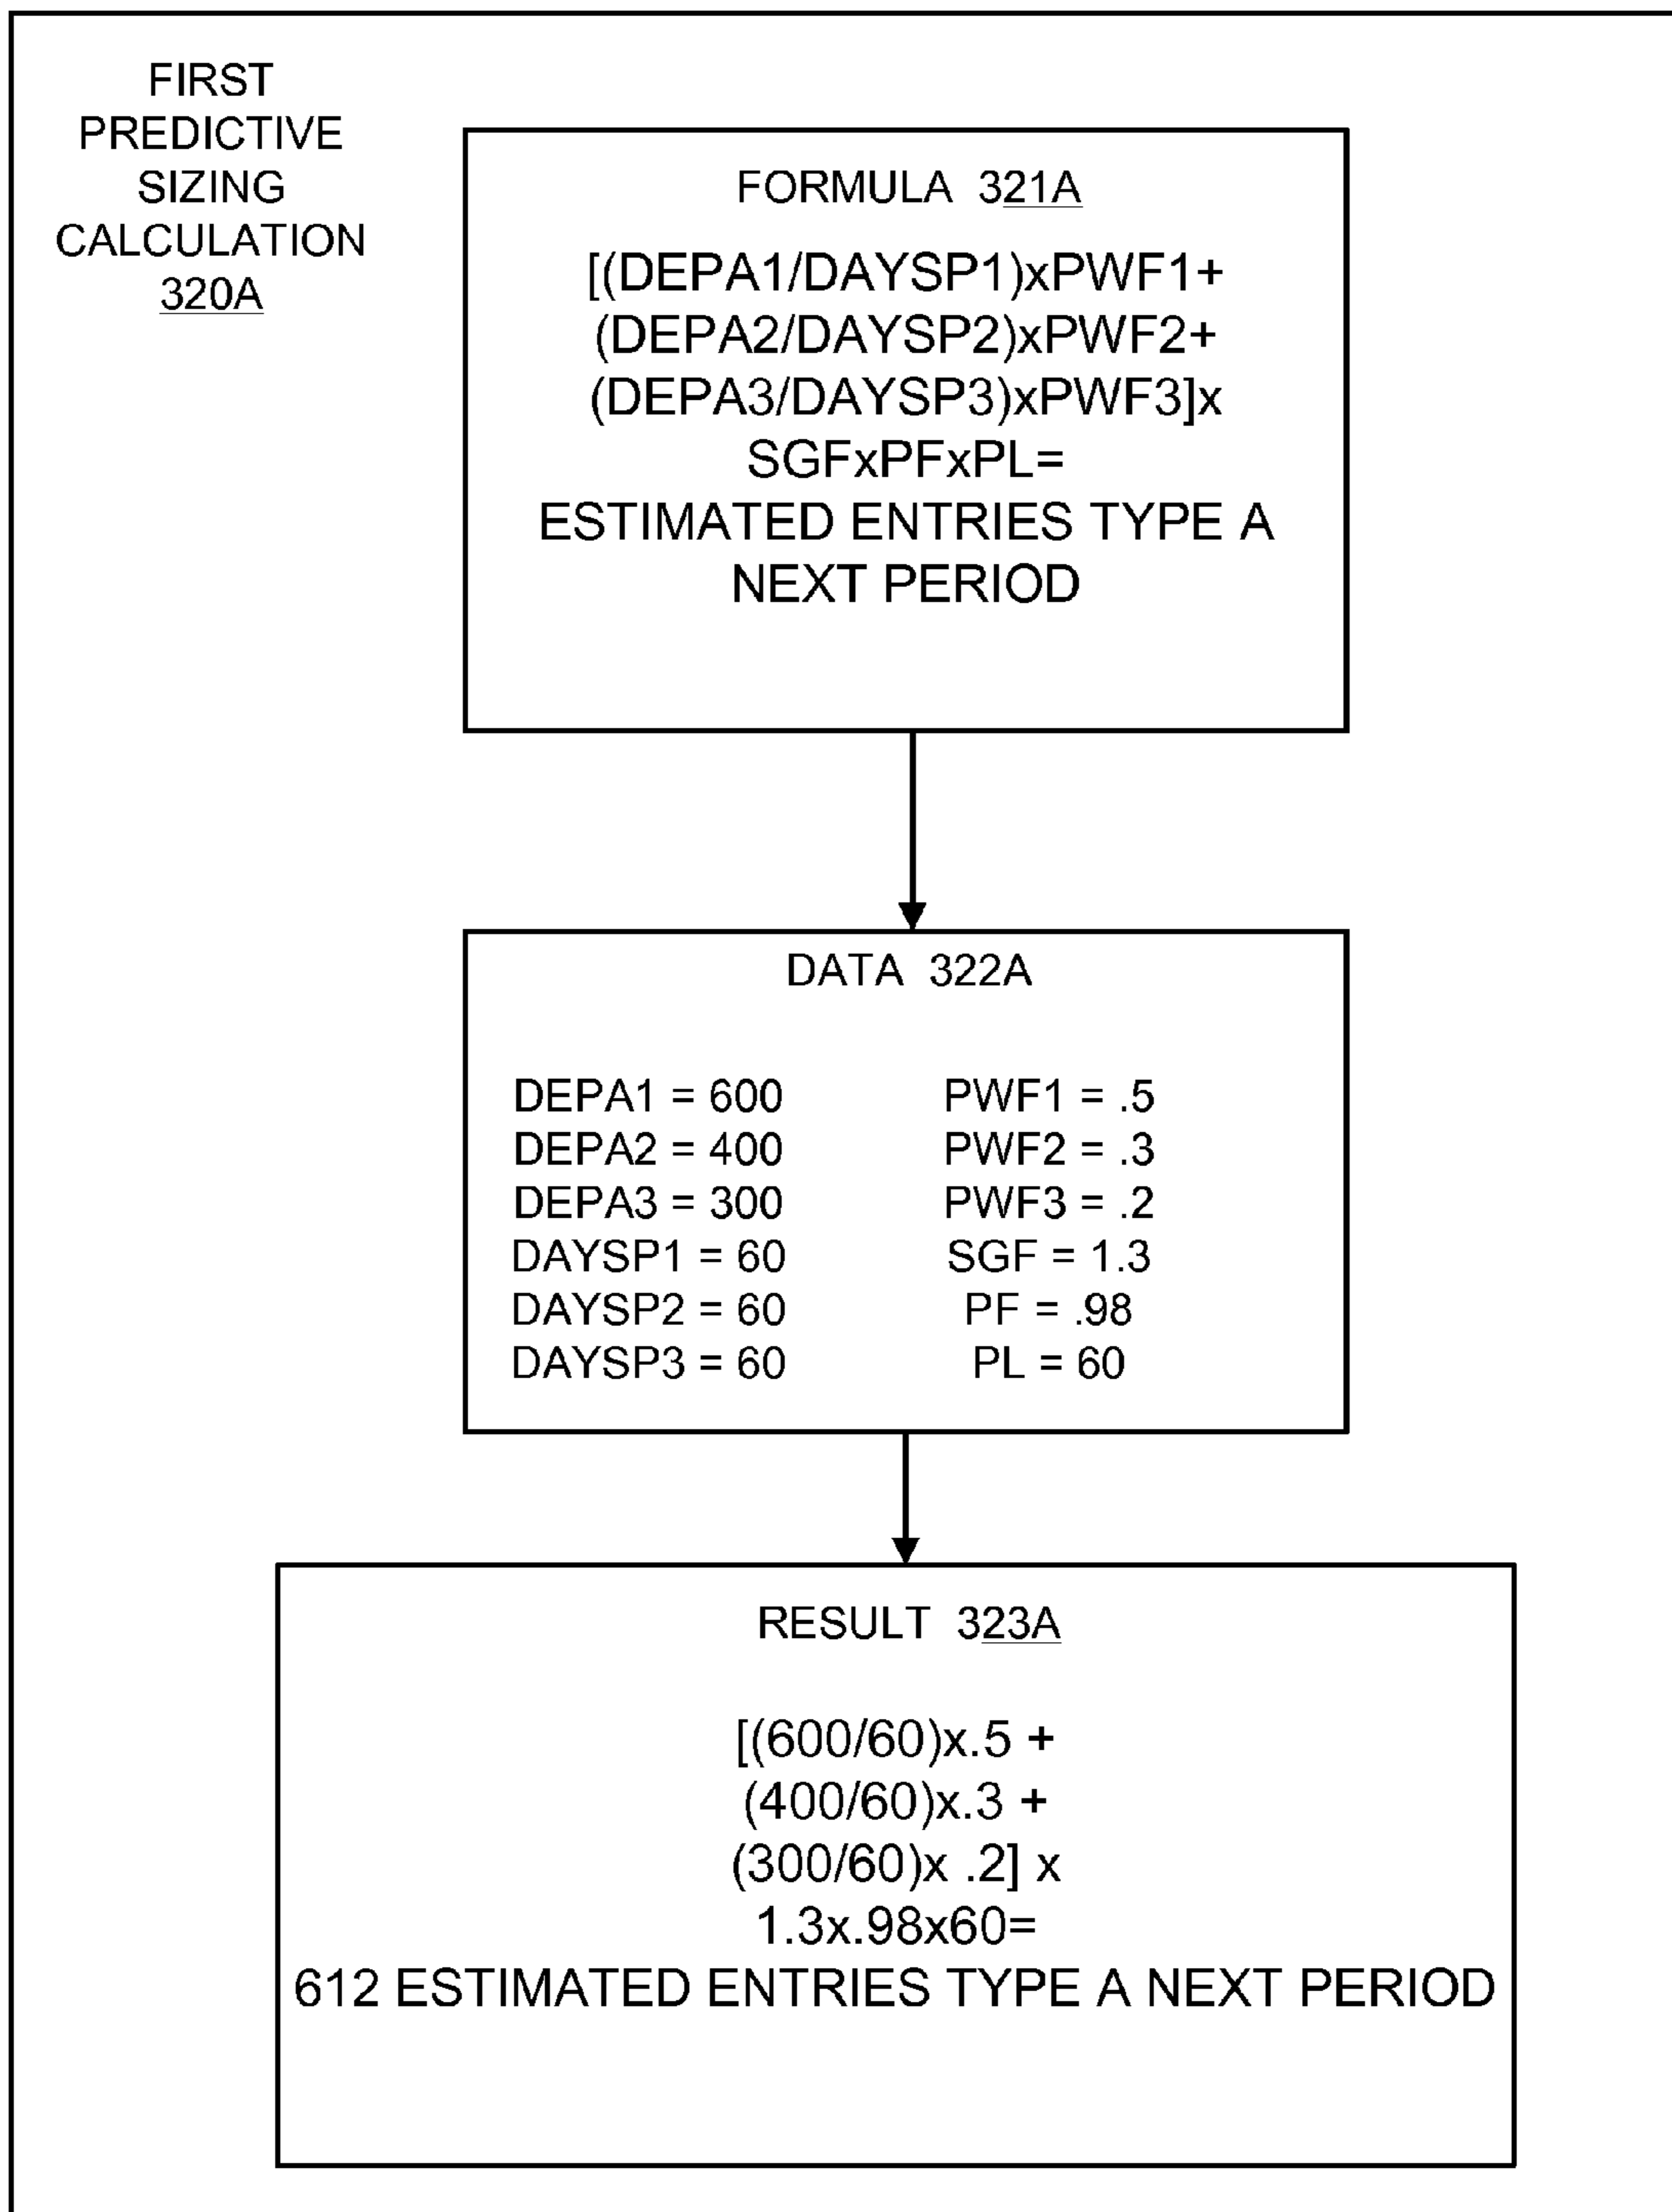 FIRST
PREDICTIVE
SIZING
CALCULATION
320A
FORMULA 321A
[(DEPA1/DAYSP1)xPWF1+
(DEPA2/DAYSP2)xPWF2+
(DEPA3/DAYSP3)xPWF3]x
SGFxPFxPL=
ESTIMATED ENTRIES TYPE A
NEXT PERIOD
DATA 322A
DEPA1 = 600 PWF1 = .5
DEPA2 = 400 PWF2 = .3
DEPA3 = 300 PWF3 = .2
DAYSP1 = 60 SGF = 1.3
DAYSP2 = 60 PF = .98
DAYSP3 = 60 PL = 60
RESULT 323A
[(600/60)x.5 +
(400/60)x.3 +
(300/60)x .2] x
1.3x.98x60=
612 ESTIMATED ENTRIES TYPE A NEXT PERIOD